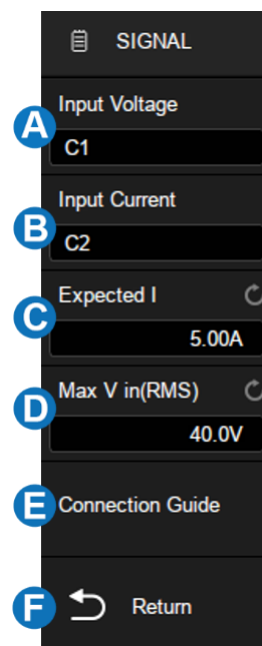 SIGNAL
Input Voltage
A
C1
Input Current
B
C2
Expected I
C
5.00A
Max V in(RMS)
D
40.0V
E Connection Guide
F Return